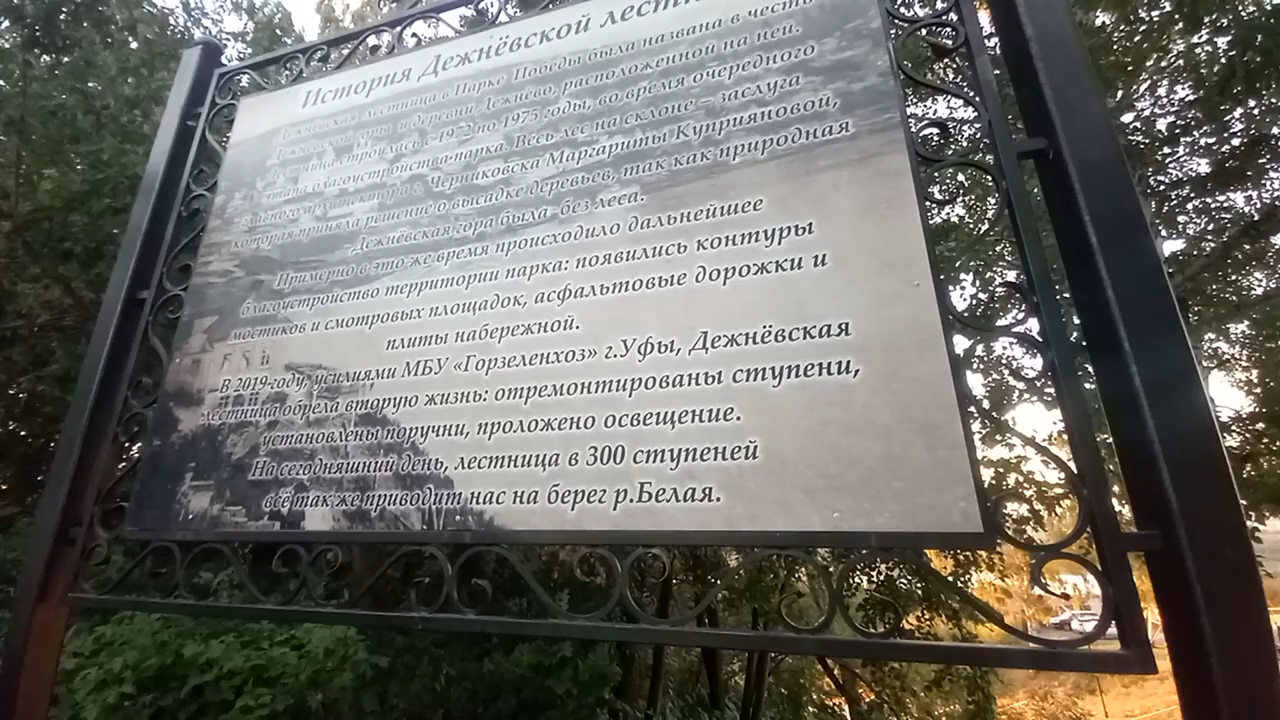 История Дежнёвской лестн
Дежнёвская лестница в Парке Победы была названа в честь
Дежнёвской горы и деревни Дежнёво, расположенной на ней.
Лестница строилась с 1972 по 1975 годы, во время очередного
этапа благоустройства парка. Весь лес на склоне – заслуга
главного архитектора г. Черниковска Маргариты Куприяновой,
которая приняла решение о высадке деревьев, так как природная
Дежнёвская гора была без леса.
Примерно в это же время происходило дальнейшее
благоустройство территории парка: появились контуры
мостиков и смотровых площадок, асфальтовые дорожки и
плиты набережной.
В 2019 году, усилиями МБУ «Горзеленхоз» г.Уфы, Дежнёвская
лестница обрела вторую жизнь: отремонтированы ступени,
установлены поручни, проложено освещение.
На сегодняшний день, лестница в 300 ступеней
всё так же приводит нас на берег р.Белая.